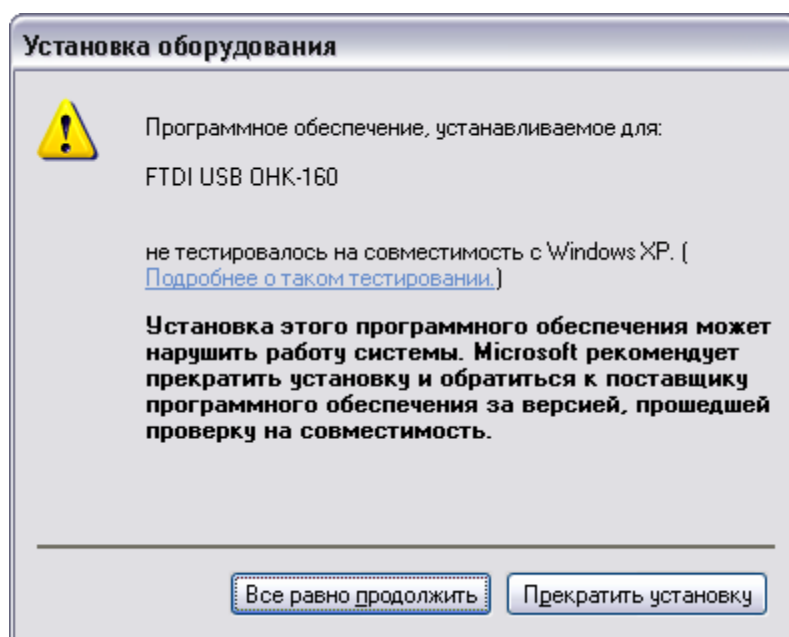 Установка оборудования
Программное обеспечение, устанавливаемое для:
FTDI USB ОНК-160
не тестировалось на совместимость с Windows XP. (
Подробнее о таком тестировании.)
Установка этого программного обеспечения может
нарушить работу системы. Microsoft рекомендует
прекратить установку и обратиться к поставщику
программного обеспечения за версией, прошедшей
проверку на совместимость.
Все равно продолжить
Прекратить установку